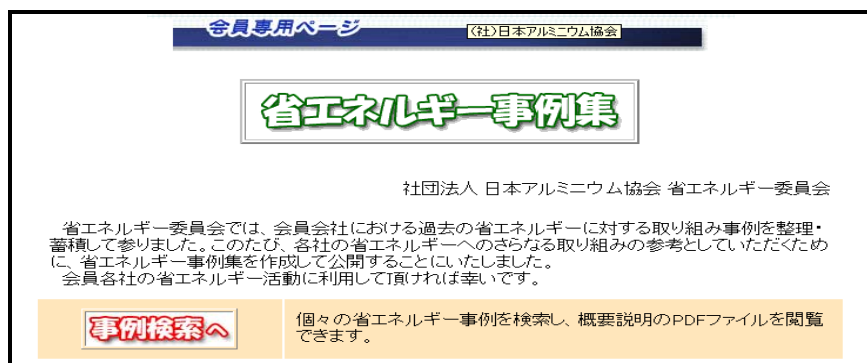 会員専用ページ
(社)日本アルミニウム協会
省エネルギー事例集
社団法人 日本アルミニウム協会 省エネルギー委員会
省エネルギー委員会では、会員会社における過去の省エネルギーに対する取り組み事例を整理・
蓄積して参りました。このたび、各社の省エネルギーへのさらなる取り組みの参考としていただくため
に、省エネルギー事例集を作成して公開することにいたしました。
会員各社の省エネルギー活動に利用して頂ければ幸いです。
事例検索へ
個々の省エネルギー事例を検索し、概要説明のPDFファイルを閲覧
できます。